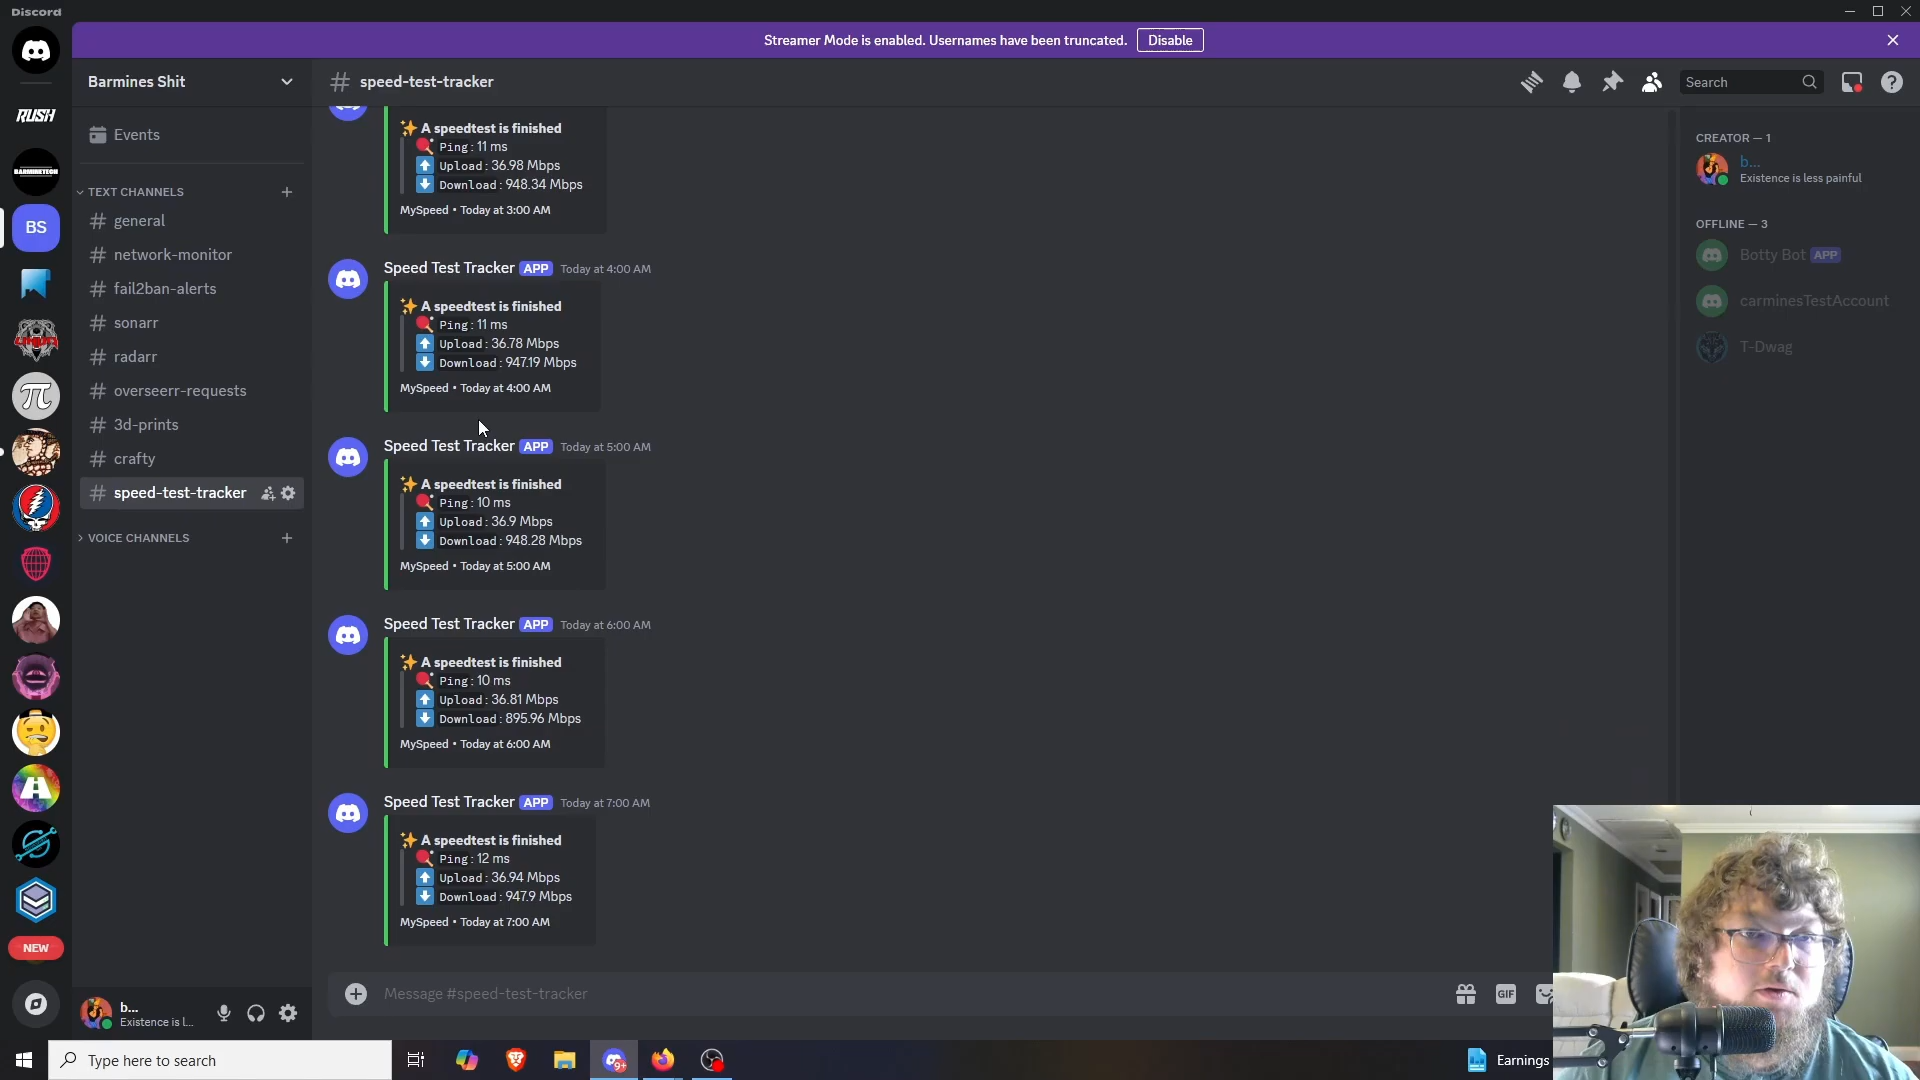 Discord
Streamer Mode is enabled. Usernames have been truncated.
Disable
Barmines Shit
speed-test-tracker
Search
RUSH
BARMINETECH
BS
NEW
Events
TEXT CHANNELS
general
network-monitor
fail2ban-alerts
sonarr
radarr
overseerr-requests
3d-prints
crafty
speed-test-tracker
VOICE CHANNELS
b...
Existence is l...
A speedtest is finished
Ping: 11 ms
Upload: 36.98 Mbps
Download: 948.34 Mbps
MySpeed • Today at 3:00 AM
Speed Test Tracker APP Today at 4:00 AM
A speedtest is finished
Ping: 11 ms
Upload: 36.78 Mbps
Download: 947.19 Mbps
MySpeed • Today at 4:00 AM
Speed Test Tracker APP Today at 5:00 AM
A speedtest is finished
Ping: 10 ms
Upload: 36.9 Mbps
Download: 948.28 Mbps
MySpeed • Today at 5:00 AM
Speed Test Tracker APP Today at 6:00 AM
A speedtest is finished
Ping: 10 ms
Upload: 36.81 Mbps
Download: 895.96 Mbps
MySpeed • Today at 6:00 AM
Speed Test Tracker APP Today at 7:00 AM
A speedtest is finished
Ping: 12 ms
Upload: 36.94 Mbps
Download: 947.9 Mbps
MySpeed • Today at 7:00 AM
Message #speed-test-tracker
GIF
CREATOR — 1
b...
Existence is less painful
OFFLINE — 3
Botty Bot APP
carminesTestAccount
T-Dwag
Type here to search
9+
Earnings